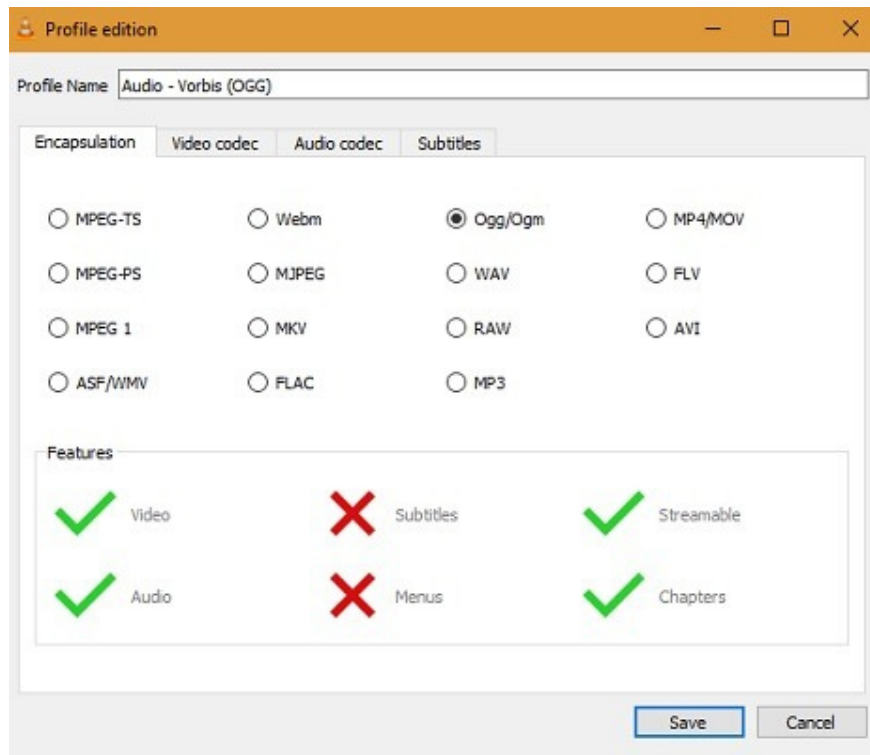 Profile edition
Profile Name Audio - Vorbis (OGG)
Encapsulation Video codec Audio codec Subtitles
MPEG-TS Webm Ogg/Ogm MP4/MOV
MPEG-PS MJPEG WAV FLV
MPEG 1 MKV RAW AVI
ASF/WMV FLAC MP3
Features
Video Subtitles Streamable
Audio Menus Chapters
Save Cancel